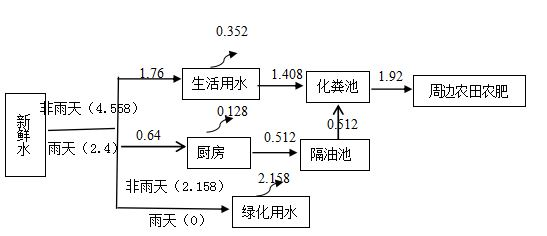 0.352
1.76
生活用水
1.408
化粪池
1.92
周边农田农肥
新鲜水
非雨天（4.558）
雨天（2.4）
0.128
0.64
厨房
0.512
隔油池
0.512
非雨天（2.158）
雨天（0）
2.158
绿化用水